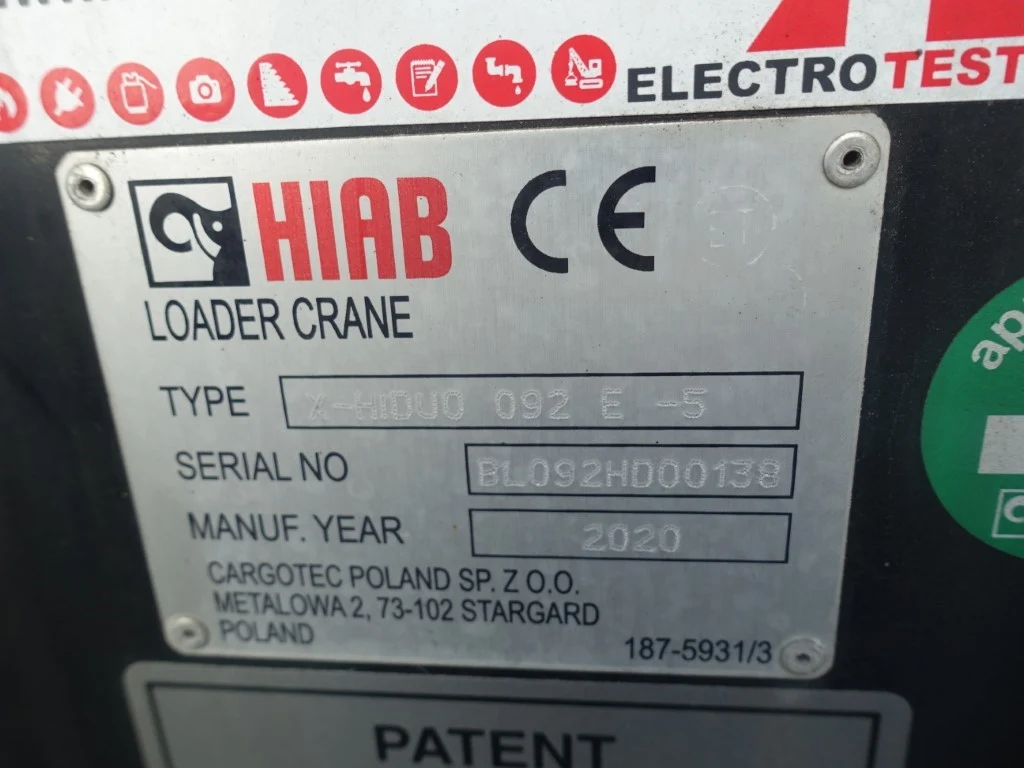 ELECTROTEST
HIAB CE
LOADER CRANE
TYPE X-HIDUO 092 E -5
SERIAL NO BL092HD00138
MANUF. YEAR 2020
CARGOTEC POLAND SP. Z O.O.
METALOWA 2, 73-102 STARGARD
POLAND
187-5931/3
PATENT